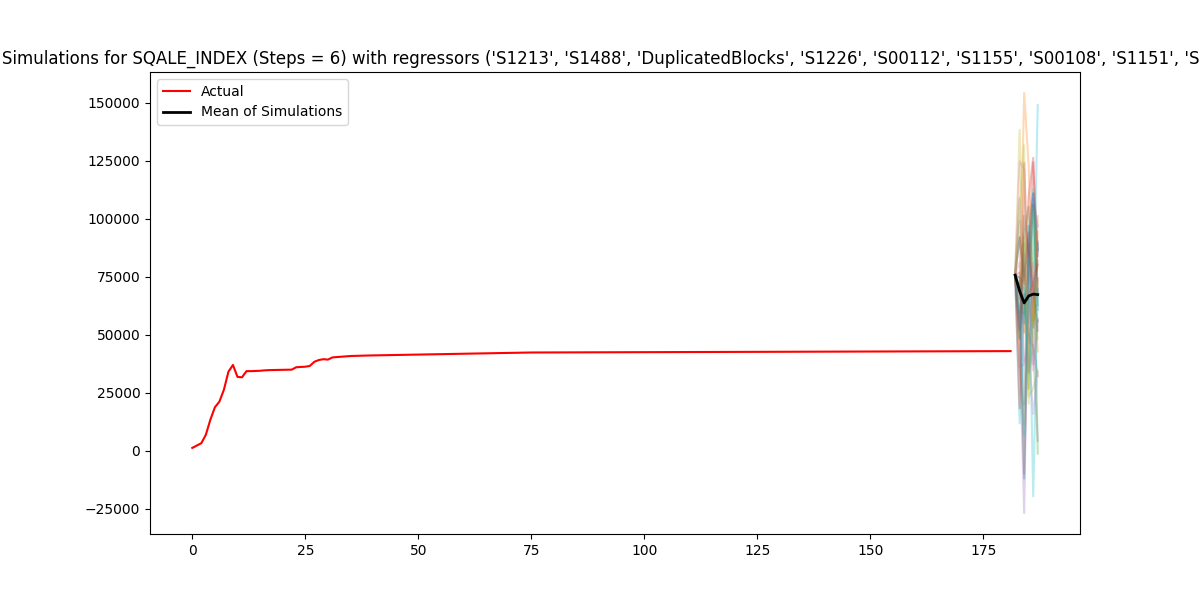 Simulations for SQALE_INDEX (Steps = 6) with regressors ('S1213', 'S1488', 'DuplicatedBlocks', 'S1226', 'S00112', 'S1155', 'S00108', 'S1151', 'S
Actual
Mean of Simulations
150000
125000
100000
75000
50000
25000
0
−25000
0 25 50 75 100 125 150 175